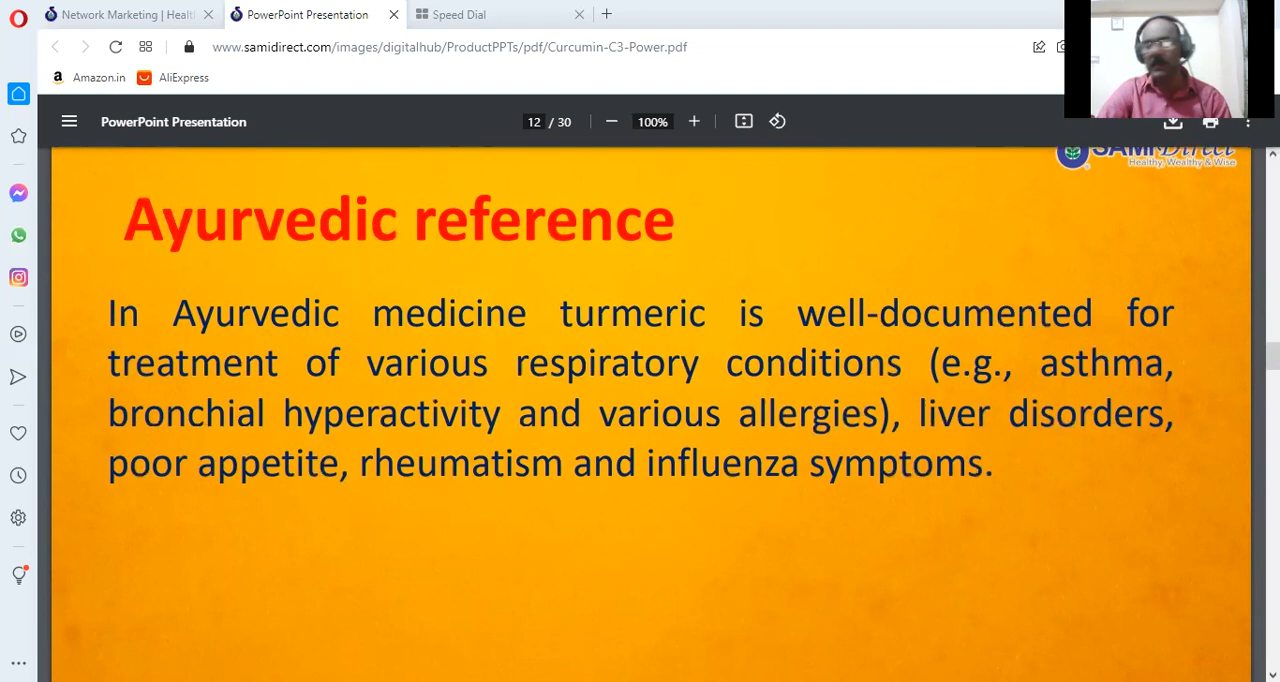 Network Marketing | Healt
PowerPoint Presentation
Speed Dial
www.samidirect.com/images/digitalhub/ProductPPTs/pdf/Curcumin-C3-Power.pdf
Amazon.in
AliExpress
PowerPoint Presentation
12 / 30
100%
SAMI Direct
Healthy, Wealthy & Wise
Ayurvedic reference
In Ayurvedic medicine turmeric is well-documented for
treatment of various respiratory conditions (e.g., asthma,
bronchial hyperactivity and various allergies), liver disorders,
poor appetite, rheumatism and influenza symptoms.